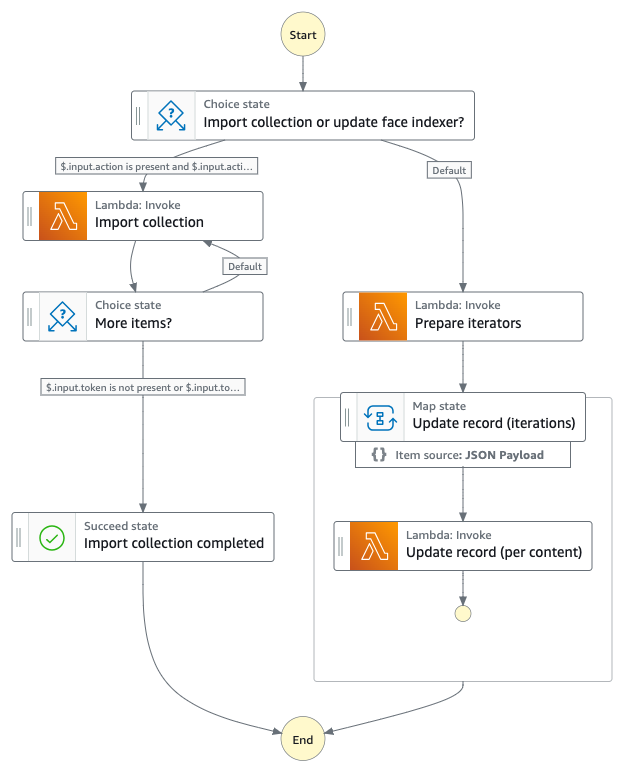 Start
Choice state
Import collection or update face indexer?
$.input.action is present and $.input.acti...
Default
Lambda: Invoke
Import collection
Default
Choice state
More items?
Lambda: Invoke
Prepare iterators
$.input.token is not present or $.input.to...
Map state
Update record (iterations)
{} Item source: JSON Payload
Succeed state
Import collection completed
Lambda: Invoke
Update record (per content)
End